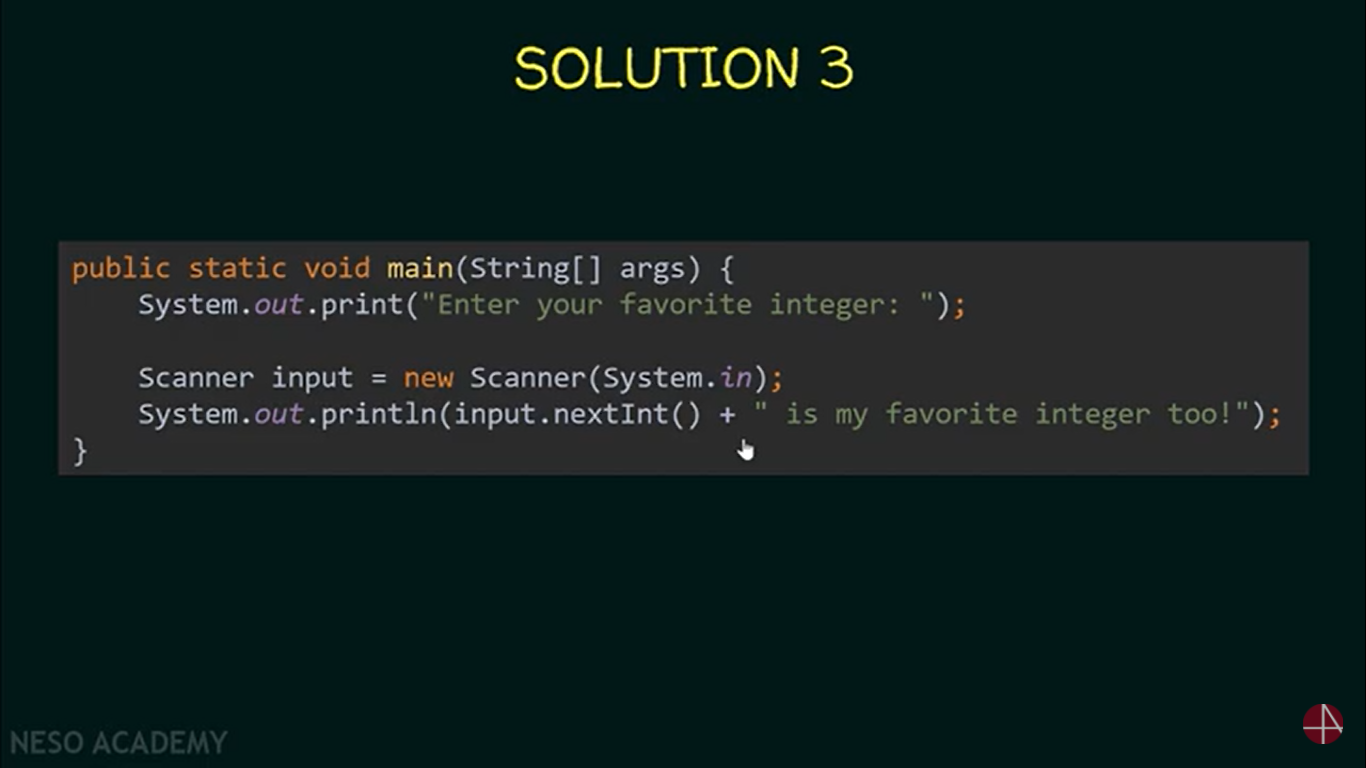 SOLUTION 3
public static void main(String[] args) {
    System.out.print("Enter your favorite integer: ");
    Scanner input = new Scanner(System.in);
    System.out.println(input.nextInt() + " is my favorite integer too!");
}
NESO ACADEMY